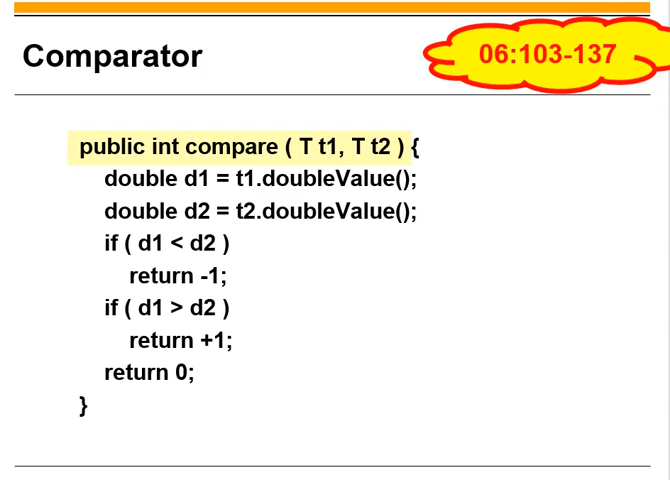 Comparator
06:103-137
public int compare ( T t1, T t2 ) {
double d1 = t1.doubleValue();
double d2 = t2.doubleValue();
if ( d1 < d2 )
return -1;
if ( d1 > d2 )
return +1;
return 0;
}